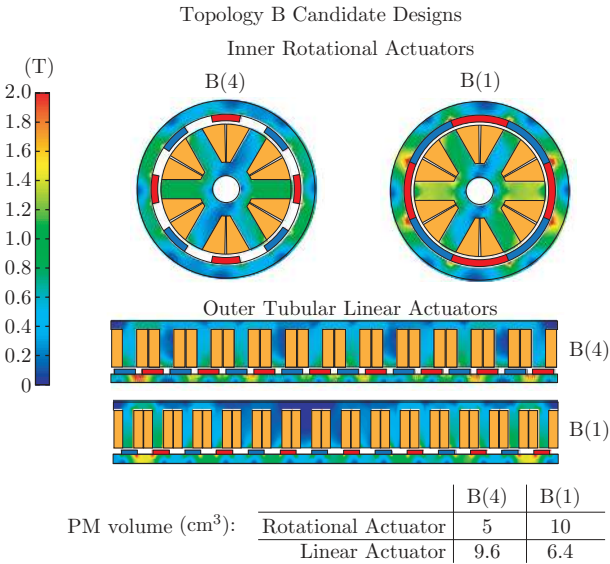 Topology B Candidate Designs
Inner Rotational Actuators
(T)
B(4)
B(1)
2.0
1.8
1.6
1.4
1.2
1.0
0.8
0.6
0.4
0.2
0
Outer Tubular Linear Actuators
B(4)
B(1)
B(4) B(1)
PM volume (cm³): Rotational Actuator 5 10
Linear Actuator 9.6 6.4